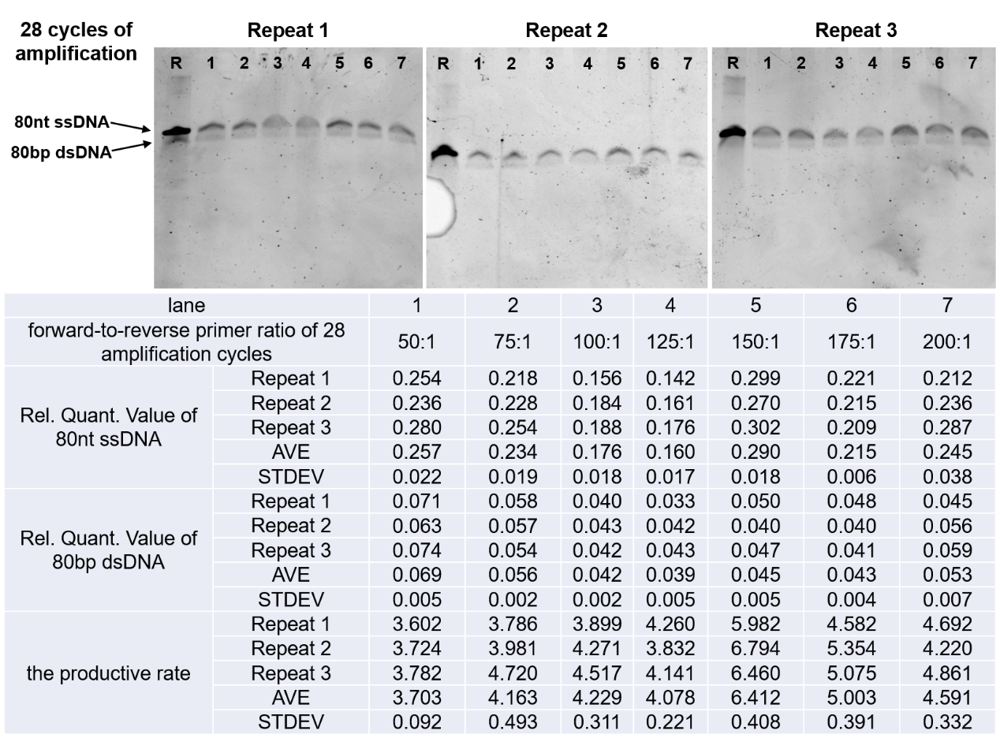 28 cycles of
amplification
Repeat 1
Repeat 2
Repeat 3
R 1 2 3 4 5 6 7
R 1 2 3 4 5 6 7
R 1 2 3 4 5 6 7
80nt ssDNA
80bp dsDNA
lane 1 2 3 4 5 6 7
forward-to-reverse primer ratio of 28
amplification cycles
50:1 75:1 100:1 125:1 150:1 175:1 200:1
Rel. Quant. Value of
80nt ssDNA
Repeat 1 0.254 0.218 0.156 0.142 0.299 0.221 0.212
Repeat 2 0.236 0.228 0.184 0.161 0.270 0.215 0.236
Repeat 3 0.280 0.254 0.188 0.176 0.302 0.209 0.287
AVE 0.257 0.234 0.176 0.160 0.290 0.215 0.245
STDEV 0.022 0.019 0.018 0.017 0.018 0.006 0.038
Rel. Quant. Value of
80bp dsDNA
Repeat 1 0.071 0.058 0.040 0.033 0.050 0.048 0.045
Repeat 2 0.063 0.057 0.043 0.042 0.040 0.040 0.056
Repeat 3 0.074 0.054 0.042 0.043 0.047 0.041 0.059
AVE 0.069 0.056 0.042 0.039 0.045 0.043 0.053
STDEV 0.005 0.002 0.002 0.005 0.005 0.004 0.007
the productive rate
Repeat 1 3.602 3.786 3.899 4.260 5.982 4.582 4.692
Repeat 2 3.724 3.981 4.271 3.832 6.794 5.354 4.220
Repeat 3 3.782 4.720 4.517 4.141 6.460 5.075 4.861
AVE 3.703 4.163 4.229 4.078 6.412 5.003 4.591
STDEV 0.092 0.493 0.311 0.221 0.408 0.391 0.332